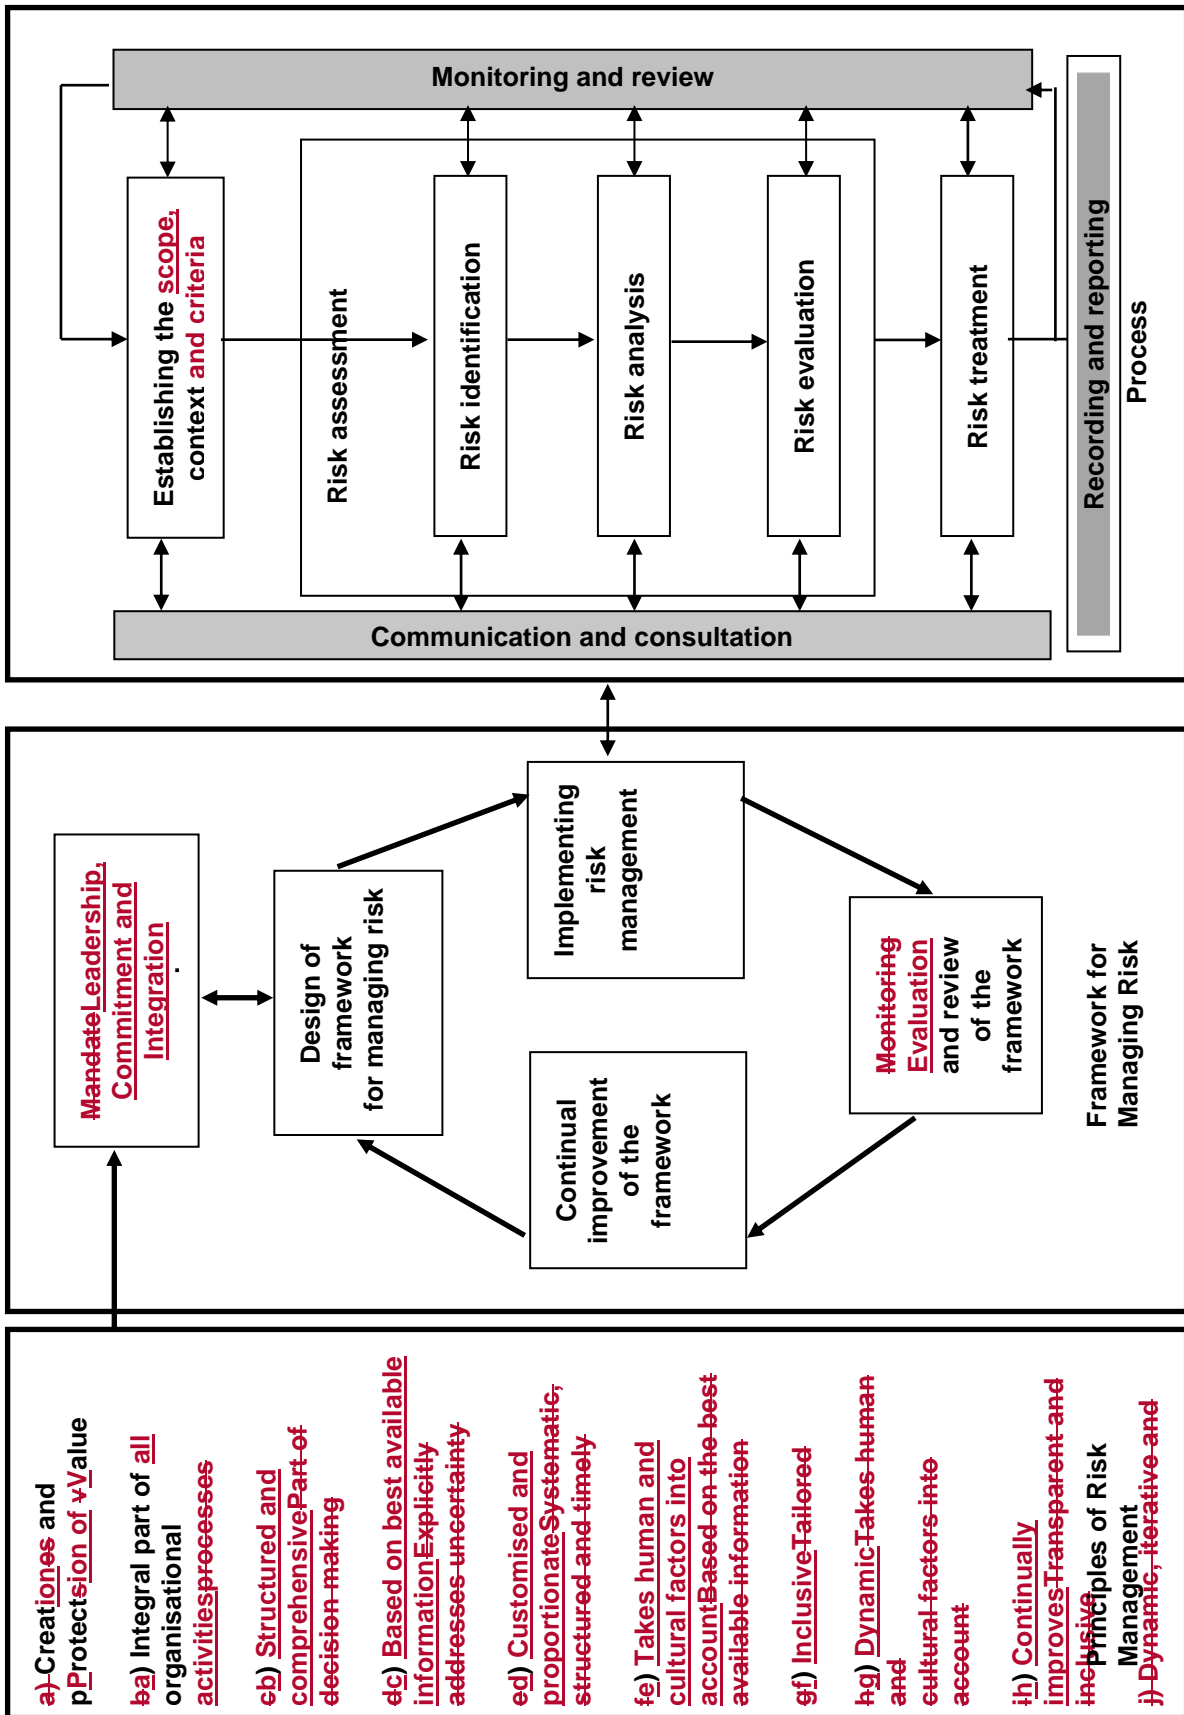 a) Creationes and
pProtectsion of vValue
ba) Integral part of all
organisational
activitiesprocesses
cb) Structured and
comprehensivePart of
decision making
dc) Based on best available
informationExplicitly
addresses uncertainty
ed) Customised and
proportionateSystematic,
structured and timely
fe) Takes human and
cultural factors into
accountBased on the best
available information
gf) InclusiveTailored
hg) DynamicTakes human
and
cultural factors into
account
ih) Continually
improvesTransparent and
inclusive
j) Dynamic, iterative and
Principles of Risk
Management
MandateLeadership,
Commitment and
Integration
.
Design of
framework
for managing risk
Implementing
risk
management
Monitoring
Evaluation
and review
of the
framework
Continual
improvement
of the
framework
Framework for
Managing Risk
Communication and consultation
Establishing the scope,
context and criteria
Risk assessment
Risk identification
Risk analysis
Risk evaluation
Risk treatment
Monitoring and review
Recording and reporting
Process